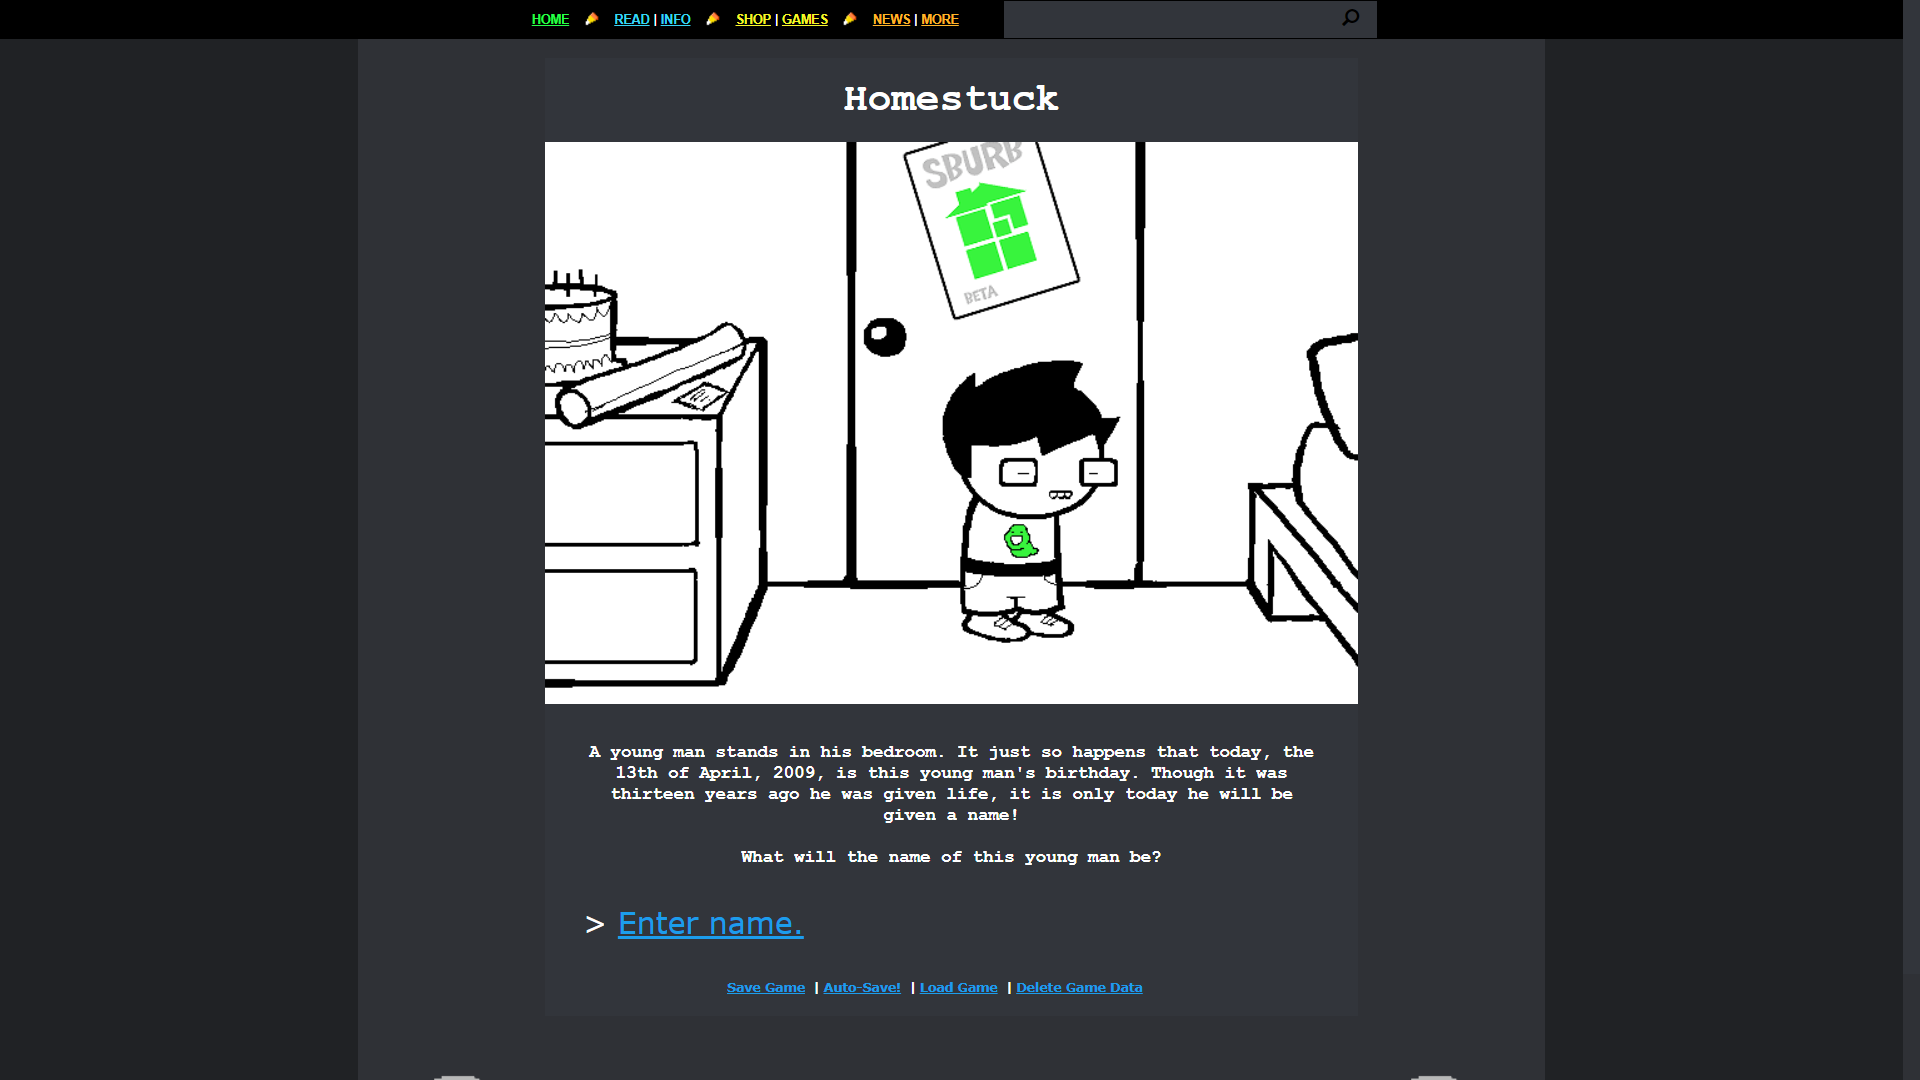 HOME READ | INFO SHOP | GAMES NEWS | MORE
Homestuck
SBURB
BETA
A young man stands in his bedroom. It just so happens that today, the
13th of April, 2009, is this young man's birthday. Though it was
thirteen years ago he was given life, it is only today he will be
given a name!
What will the name of this young man be?
> Enter name.
Save Game | Auto-Save! | Load Game | Delete Game Data